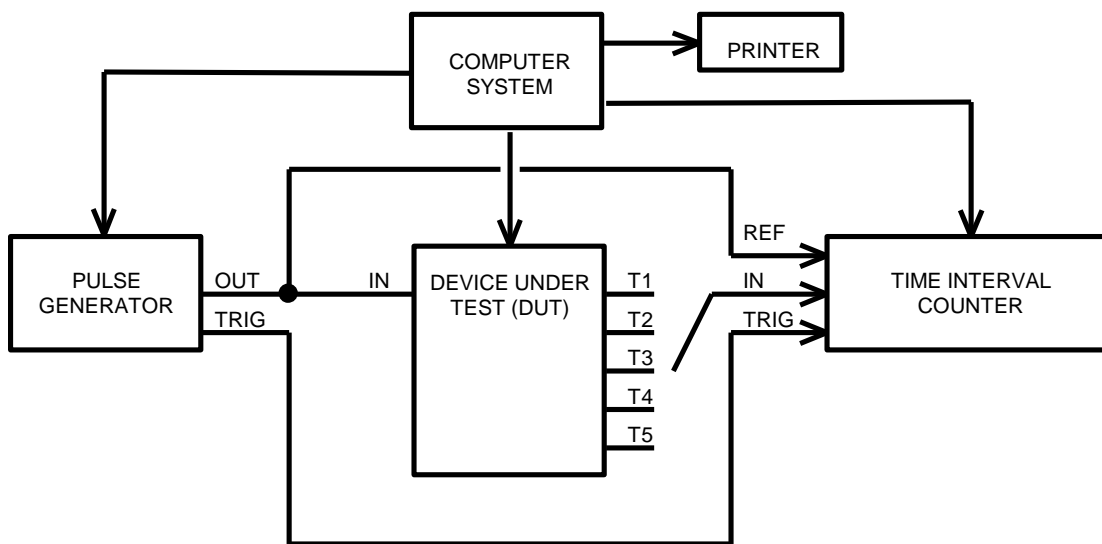 COMPUTER
SYSTEM
PRINTER
PULSE
GENERATOR
OUT
TRIG
IN
DEVICE UNDER
TEST (DUT)
T1
T2
T3
T4
T5
REF
IN
TRIG
TIME INTERVAL
COUNTER